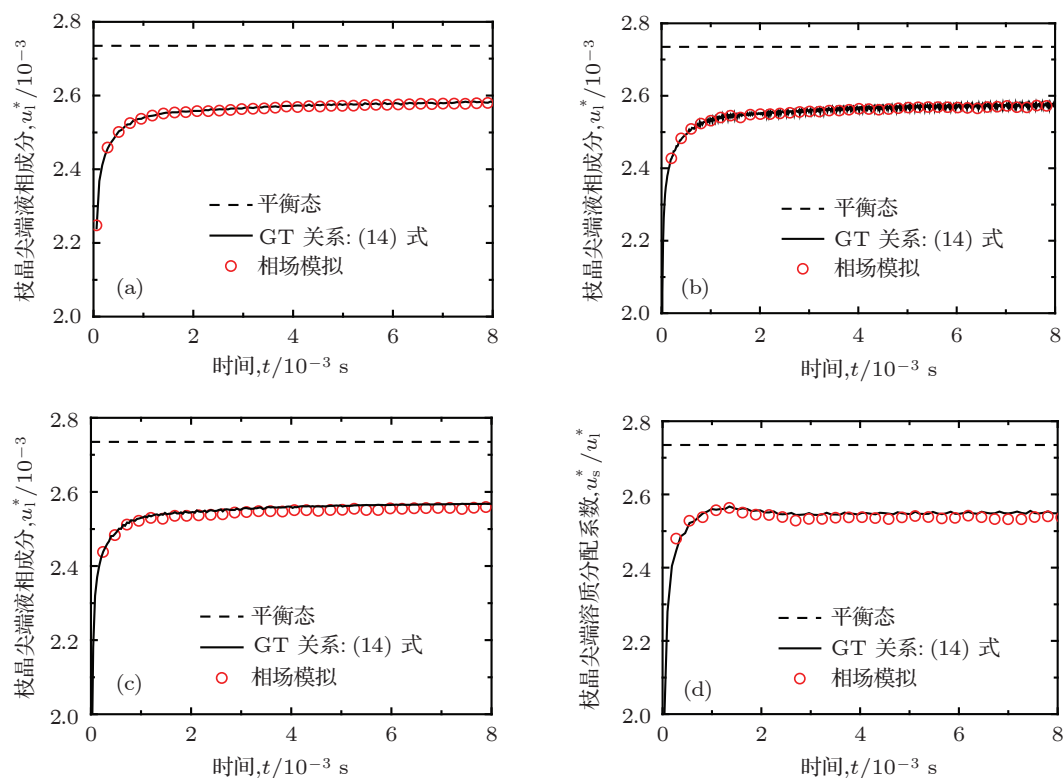 2.8
2.6
2.4
2.2
2.0
枝晶尖端液相成分, u_l^*/10^{-3}
平衡态
GT 关系: (14) 式
相场模拟
(a)
0 2 4 6 8
时间, t/10^{-3} s
2.8
2.6
2.4
2.2
2.0
枝晶尖端液相成分, u_l^*/10^{-3}
平衡态
GT 关系: (14) 式
相场模拟
(b)
0 2 4 6 8
时间, t/10^{-3} s
2.8
2.6
2.4
2.2
2.0
枝晶尖端液相成分, u_l^*/10^{-3}
平衡态
GT 关系: (14) 式
相场模拟
(c)
0 2 4 6 8
时间, t/10^{-3} s
2.8
2.6
2.4
2.2
2.0
枝晶尖端溶质分配系数, u_s^*/u_l^*
平衡态
GT 关系: (14) 式
相场模拟
(d)
0 2 4 6 8
时间, t/10^{-3} s